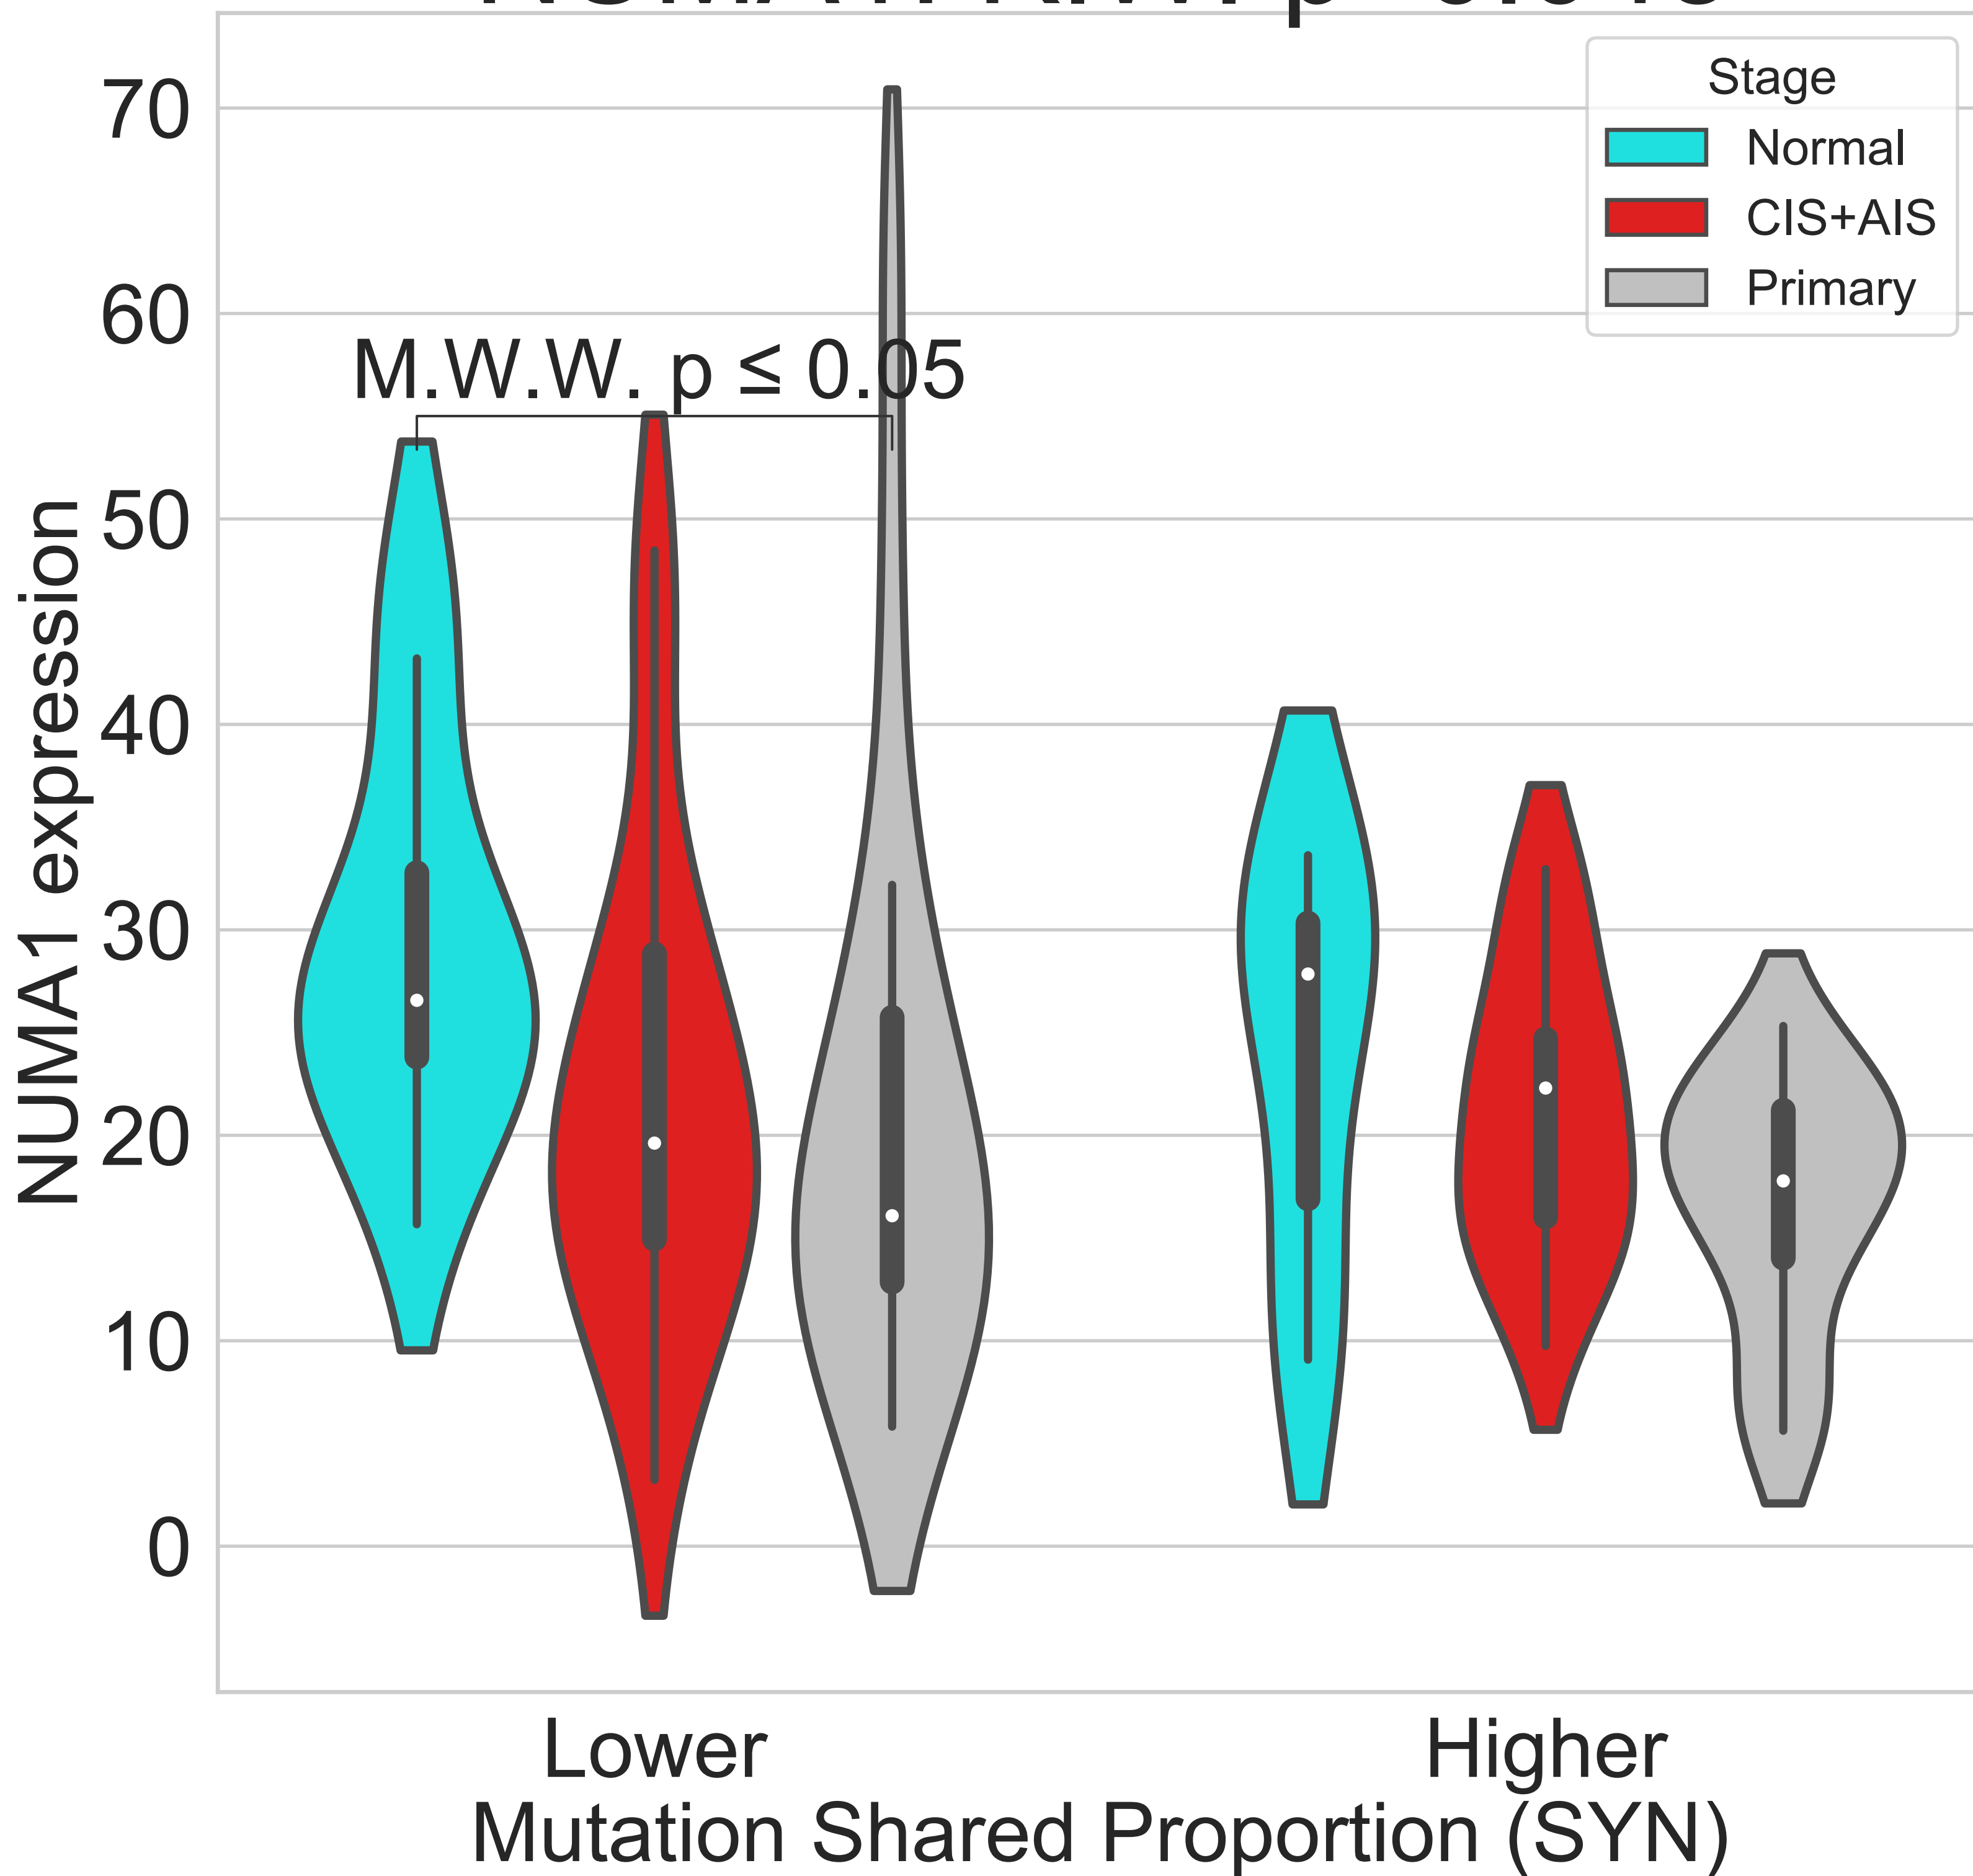 70
60
50
40
30
20
10
0
NUMA1 expression
M.W.W. p ≤ 0.05
Stage
Normal
CIS+AIS
Primary
Lower
Higher
Mutation Shared Proportion (SYN)